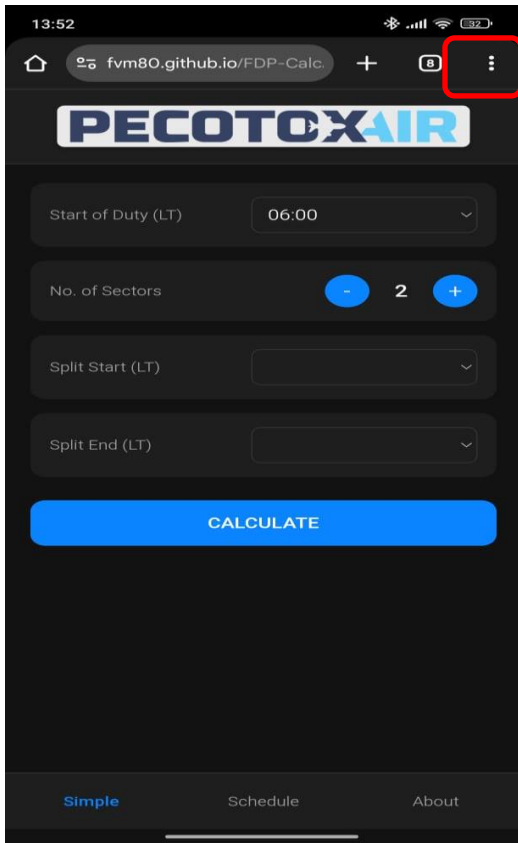 13:52
32
fvm80.github.io/FDP-Calc.
8
PECOTOXAIR
Start of Duty (LT)
06:00
No. of Sectors
-
2
+
Split Start (LT)
Split End (LT)
CALCULATE
Simple
Schedule
About